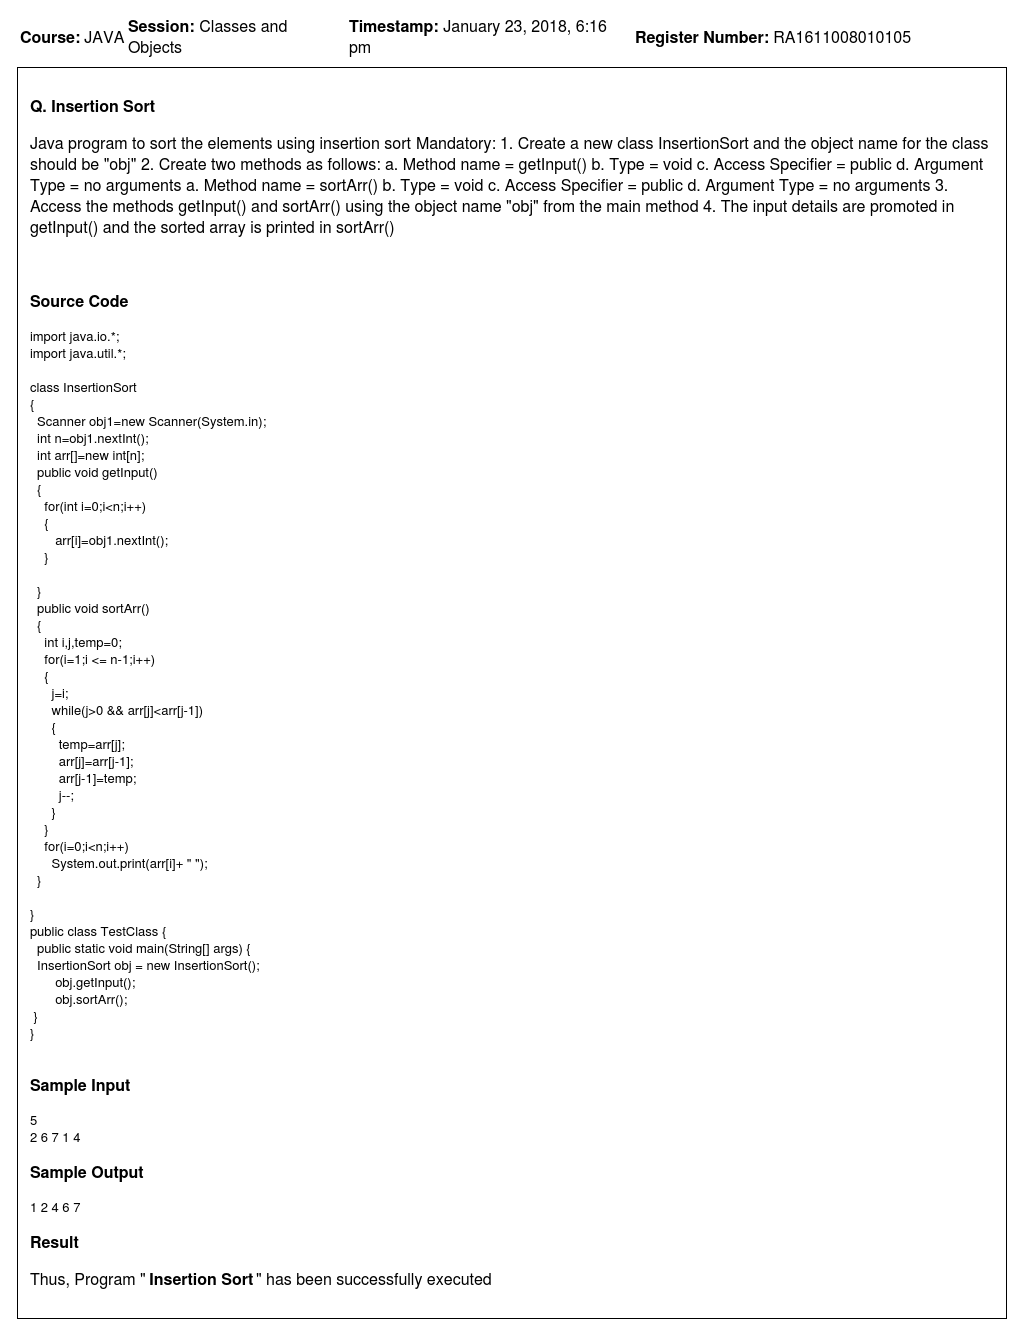 Course: JAVA Session: Classes and Objects Timestamp: January 23, 2018, 6:16 pm Register Number: RA1611008010105
Q. Insertion Sort
Java program to sort the elements using insertion sort Mandatory: 1. Create a new class InsertionSort and the object name for the class
should be "obj" 2. Create two methods as follows: a. Method name = getInput() b. Type = void c. Access Specifier = public d. Argument
Type = no arguments a. Method name = sortArr() b. Type = void c. Access Specifier = public d. Argument Type = no arguments 3.
Access the methods getInput() and sortArr() using the object name "obj" from the main method 4. The input details are promoted in
getInput() and the sorted array is printed in sortArr()
Source Code
import java.io.*;
import java.util.*;
class InsertionSort
{
Scanner obj1=new Scanner(System.in);
int n=obj1.nextInt();
int arr[]=new int[n];
public void getInput()
{
for(int i=0;i<n;i++)
{
arr[i]=obj1.nextInt();
}
}
public void sortArr()
{
int i,j,temp=0;
for(i=1;i <= n-1;i++)
{
j=i;
while(j>0 && arr[j]<arr[j-1])
{
temp=arr[j];
arr[j]=arr[j-1];
arr[j-1]=temp;
j--;
}
}
for(i=0;i<n;i++)
System.out.print(arr[i]+ " ");
}
}
public class TestClass {
public static void main(String[] args) {
InsertionSort obj = new InsertionSort();
obj.getInput();
obj.sortArr();
}
}
Sample Input
5
2 6 7 1 4
Sample Output
1 2 4 6 7
Result
Thus, Program " Insertion Sort " has been successfully executed